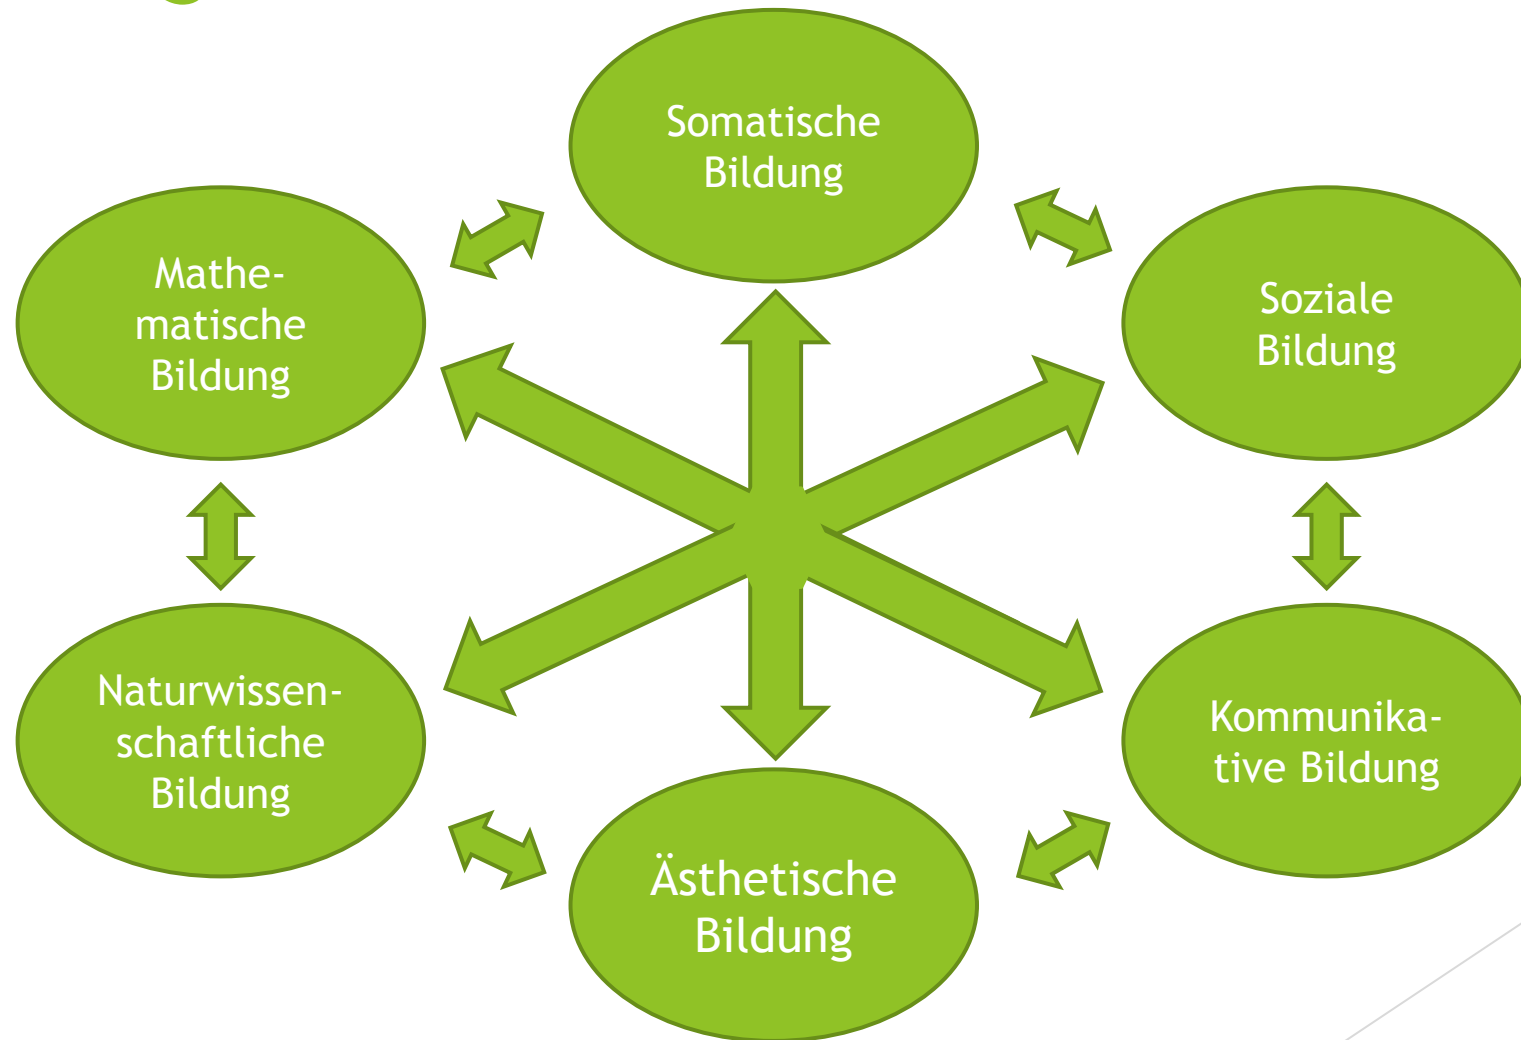 Somatische
Bildung
Mathe-
matische
Bildung
Soziale
Bildung
Naturwissen-
schaftliche
Bildung
Kommunika-
tive Bildung
Ästhetische
Bildung